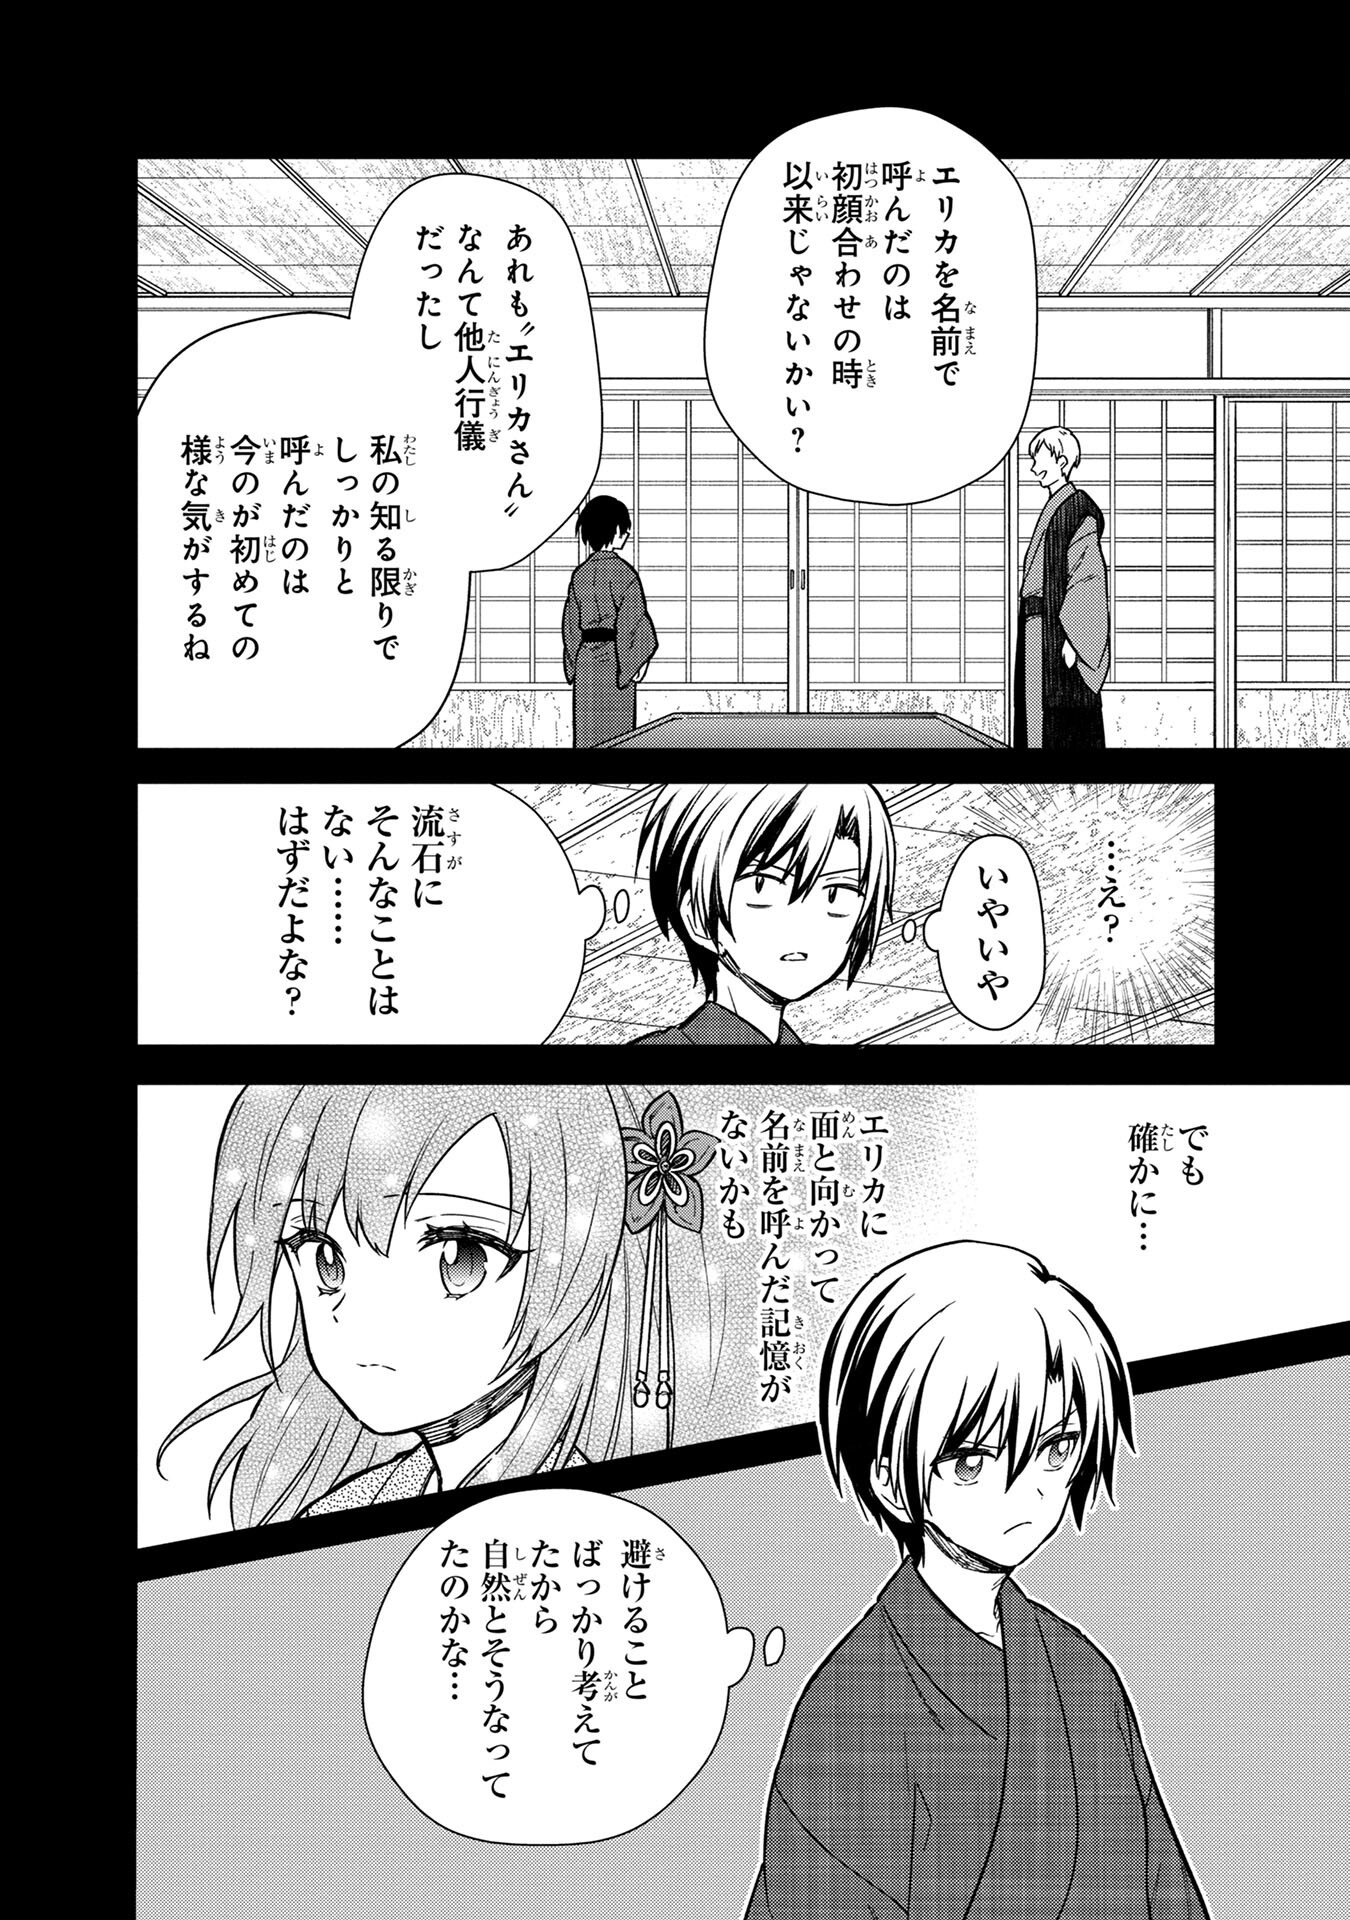 エリカを名前で
呼んだのは
初顔合わせの時
以来じゃないかい?
あれも〝エリカさん〟
なんて他人行儀
だったし
私の知る限りで
しっかりと
呼んだのは
今のが初めての
様な気がするね
…え?
いやいや
流石に
そんなことは
ない……
はずだよな?
でも
確かに…
エリカに
面と向かって
名前を呼んだ記憶が
ないかも
避けること
ばっかり考えて
たから
自然とそうなって
たのかな…